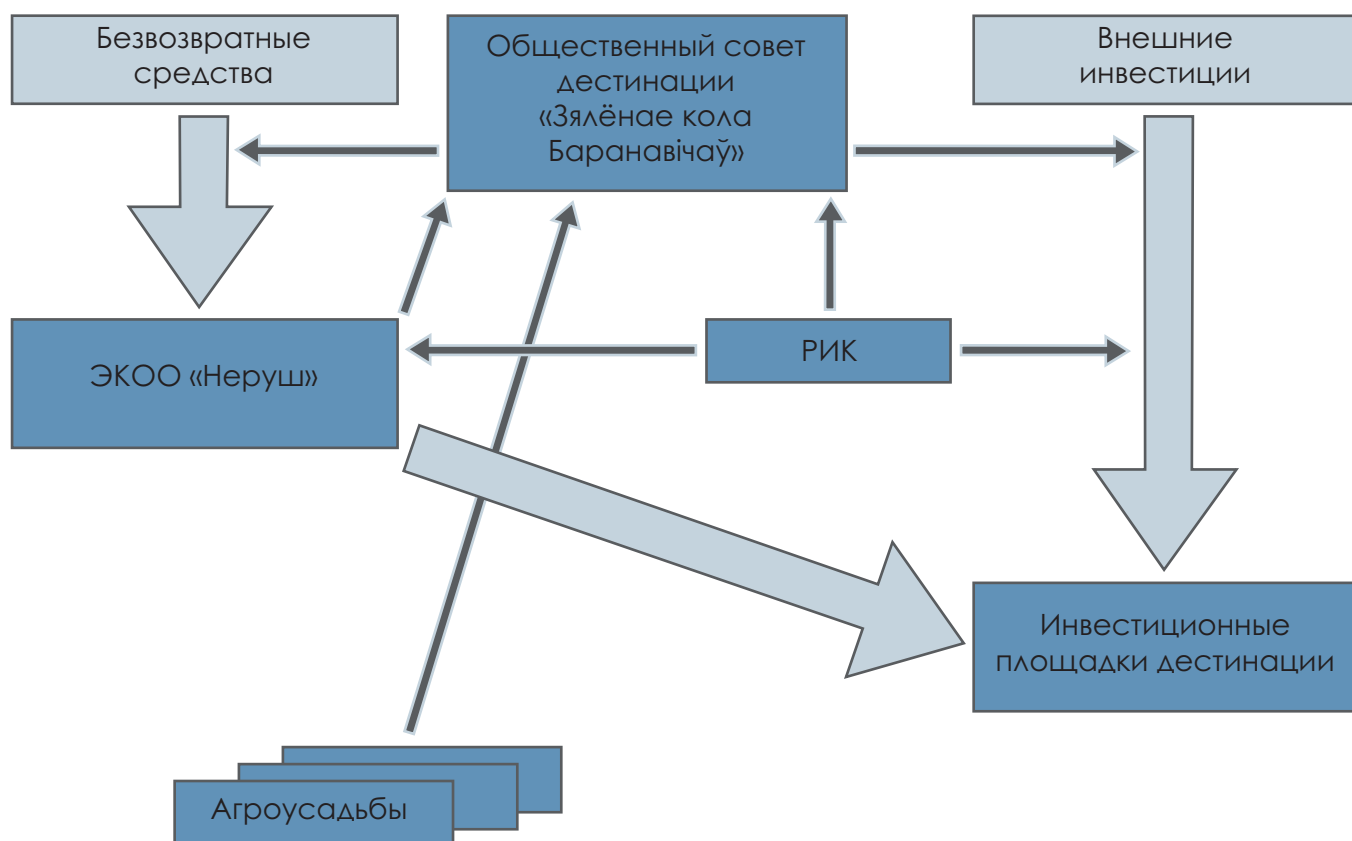 Безвозвратные
средства
Общественный совет
дестинации
«Зялёнае кола
Баранавічаў»
Внешние
инвестиции
ЭКОО «Неруш»
РИК
Инвестиционные
площадки дестинации
Агроусадьбы